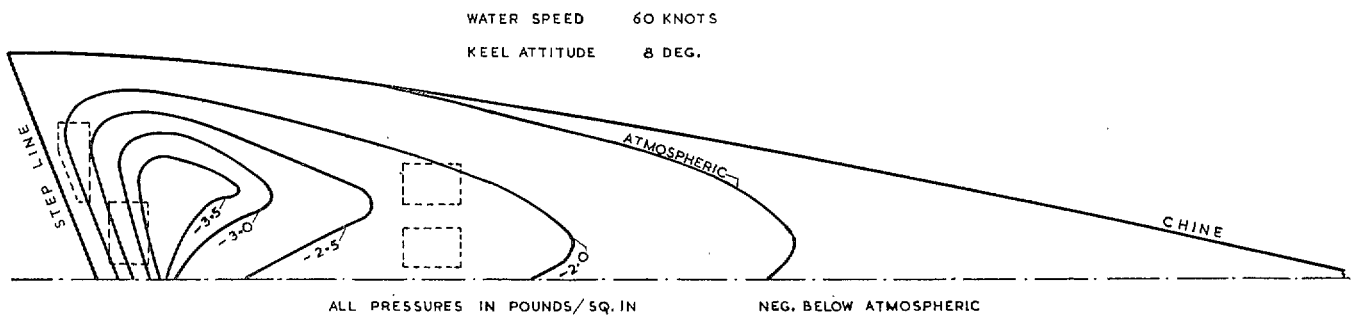 WATER SPEED 60 KNOTS
KEEL ATTITUDE 8 DEG.
STEP LINE
ATMOSPHERIC
CHINE
-3.5
-3.0
-2.5
-2.0
ALL PRESSURES IN POUNDS/SQ. IN
NEG. BELOW ATMOSPHERIC